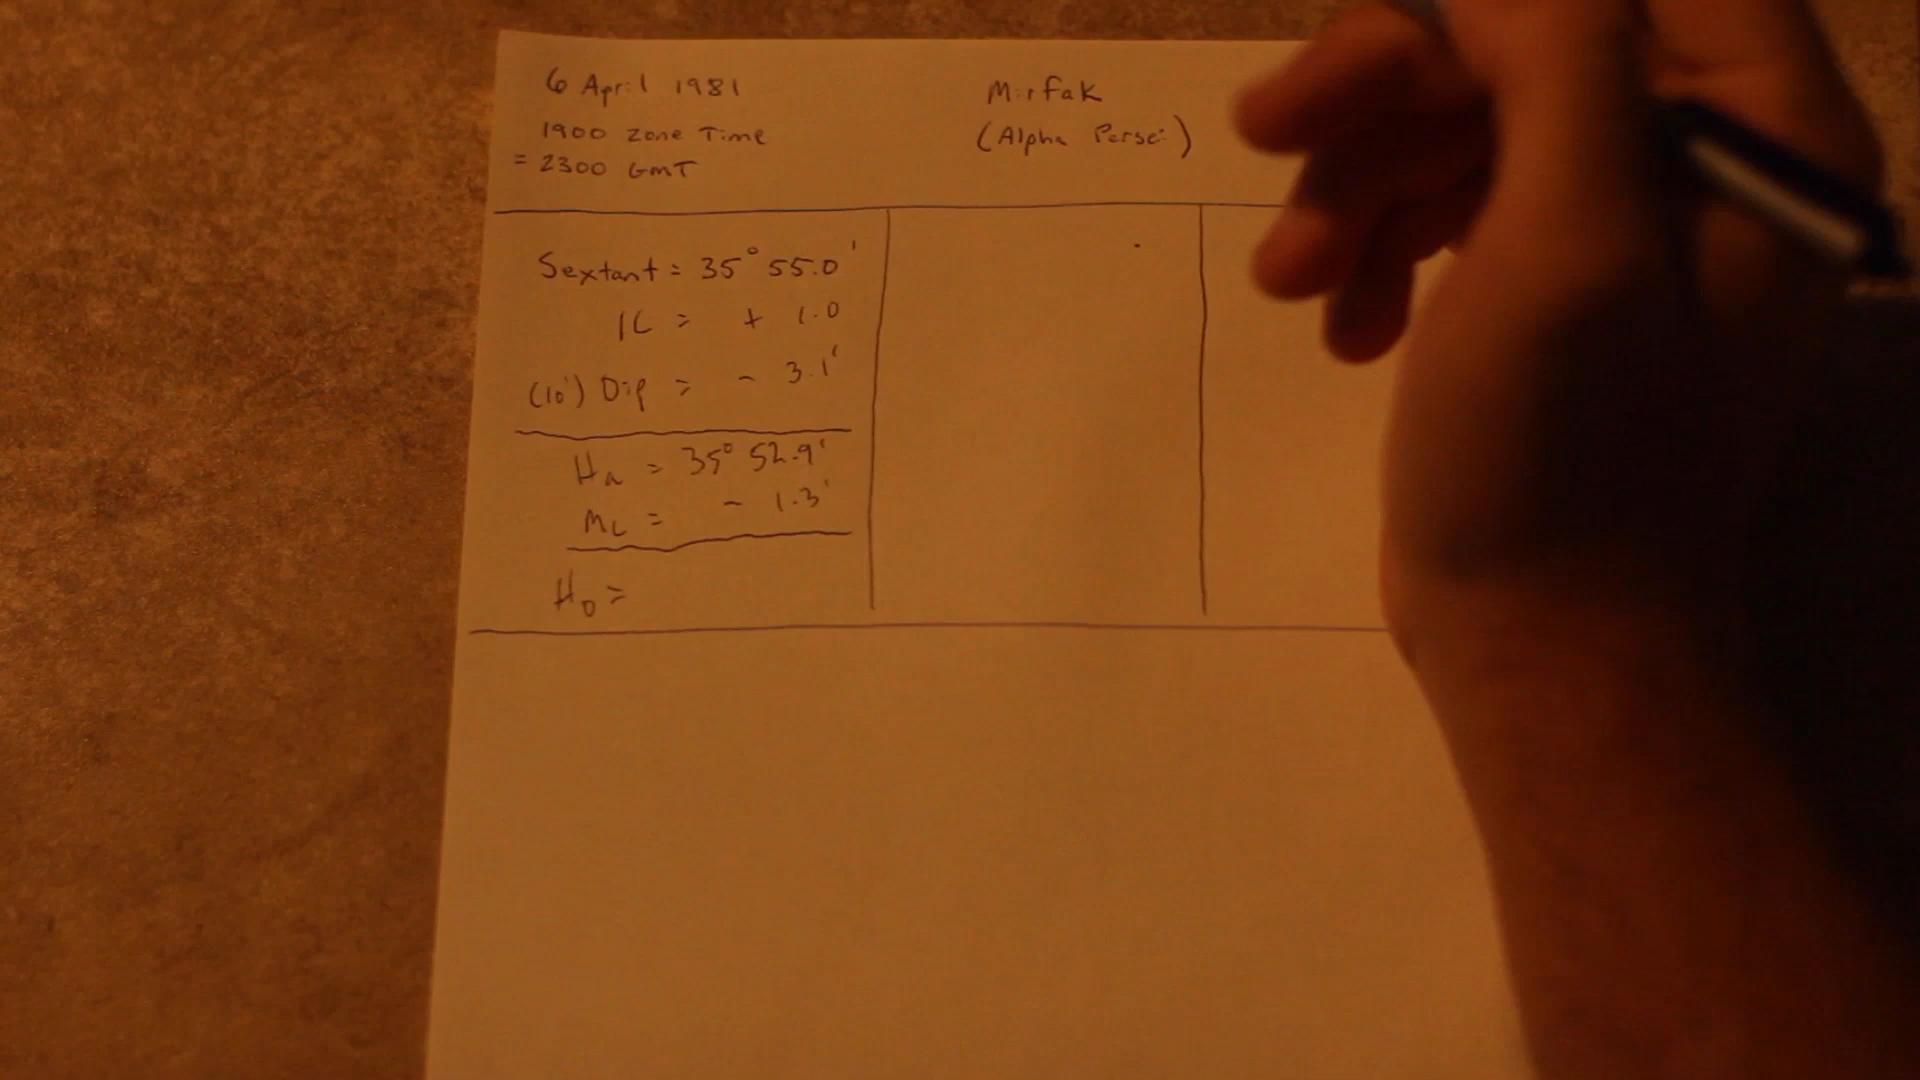 6 April 1981
1900 Zone Time
= 2300 GMT
Mirfak
(Alpha Persei)
Sextant = 35° 55.0'
IC = + 1.0
(10') Dip = - 3.1'
Ha = 35° 52.9'
MC = - 1.3'
Ho =